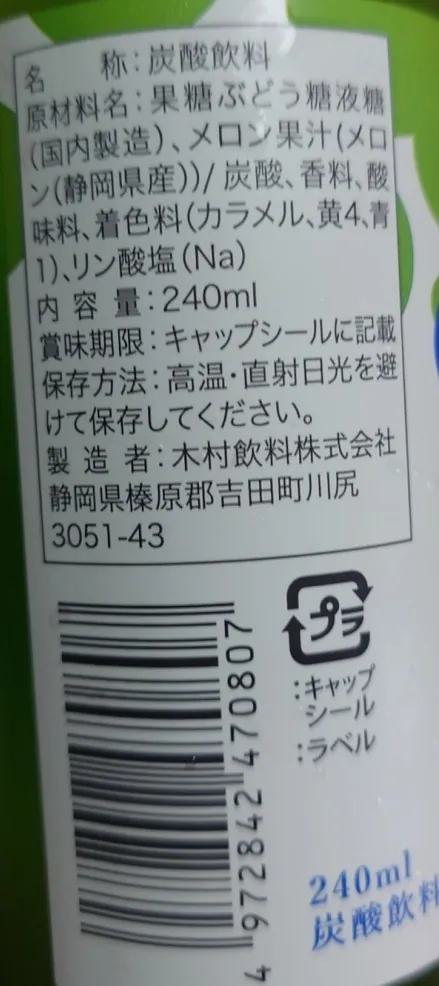 名 称:炭酸飲料
原材料名:果糖ぶどう糖液糖
(国内製造)、メロン果汁(メロ
ン(静岡県産))/炭酸、香料、酸
味料、着色料(カラメル、黄4、青
1)、リン酸塩(Na)
内容量:240ml
賞味期限:キャップシールに記載
保存方法:高温・直射日光を避
けて保存してください。
製造者:木村飲料株式会社
静岡県榛原郡吉田町川尻
3051-43
プラ
:キャップ
シール
:ラベル
4 972842 470807
240ml
炭酸飲料